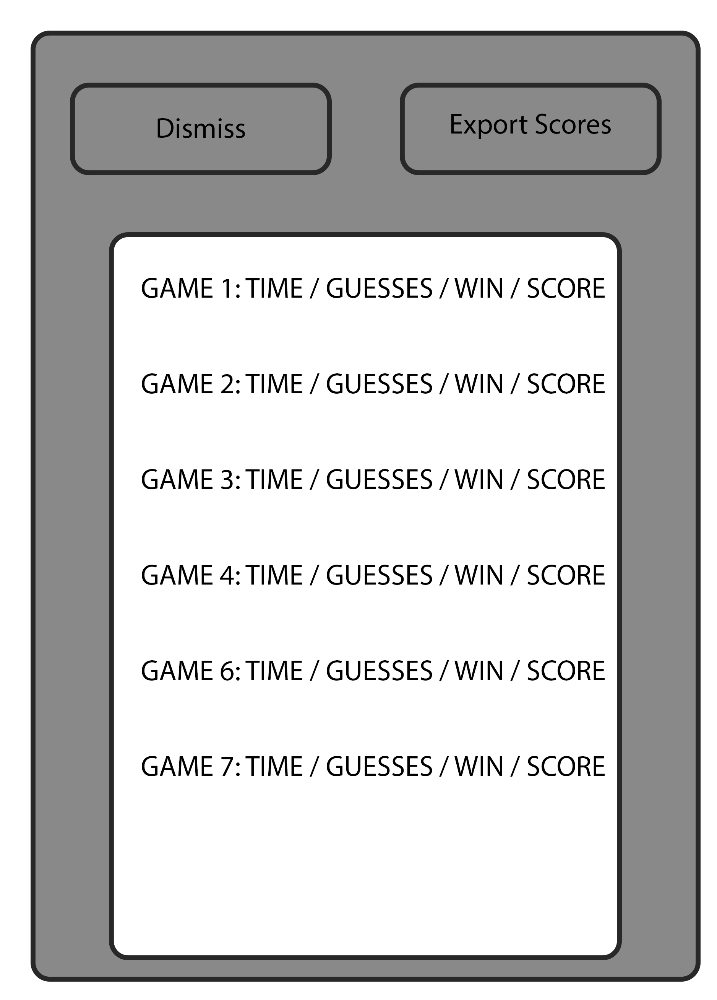 Dismiss
Export Scores
GAME 1: TIME / GUESSES / WIN / SCORE
GAME 2: TIME / GUESSES / WIN / SCORE
GAME 3: TIME / GUESSES / WIN / SCORE
GAME 4: TIME / GUESSES / WIN / SCORE
GAME 6: TIME / GUESSES / WIN / SCORE
GAME 7: TIME / GUESSES / WIN / SCORE